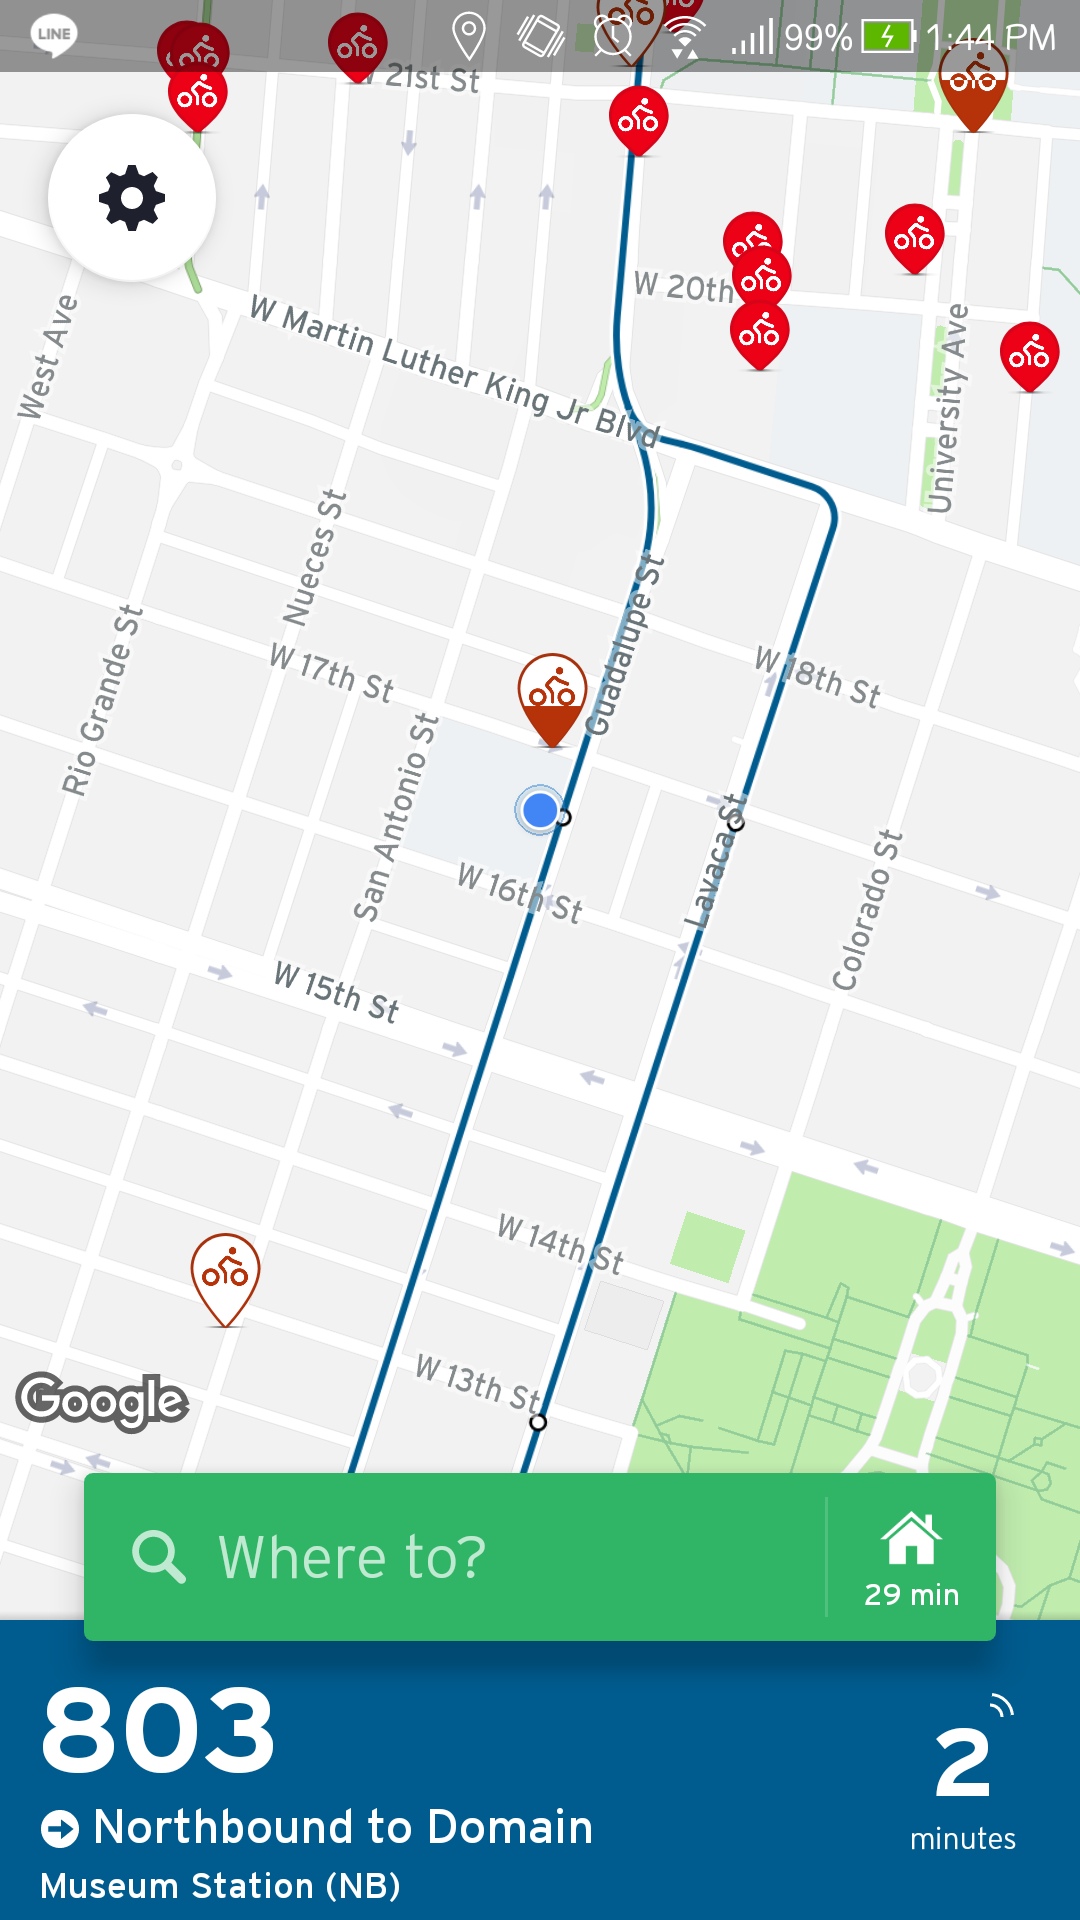 LINE
99%
1:44 PM
W 21st St
W 20th
W Martin Luther King Jr Blvd
West Ave
University Ave
Nueces St
Guadalupe St
Rio Grande St
W 17th St
W 18th St
San Antonio St
Lavaca St
W 16th St
Colorado St
W 15th St
W 14th St
W 13th St
Google
Where to?
29 min
803
2
minutes
Northbound to Domain
Museum Station (NB)